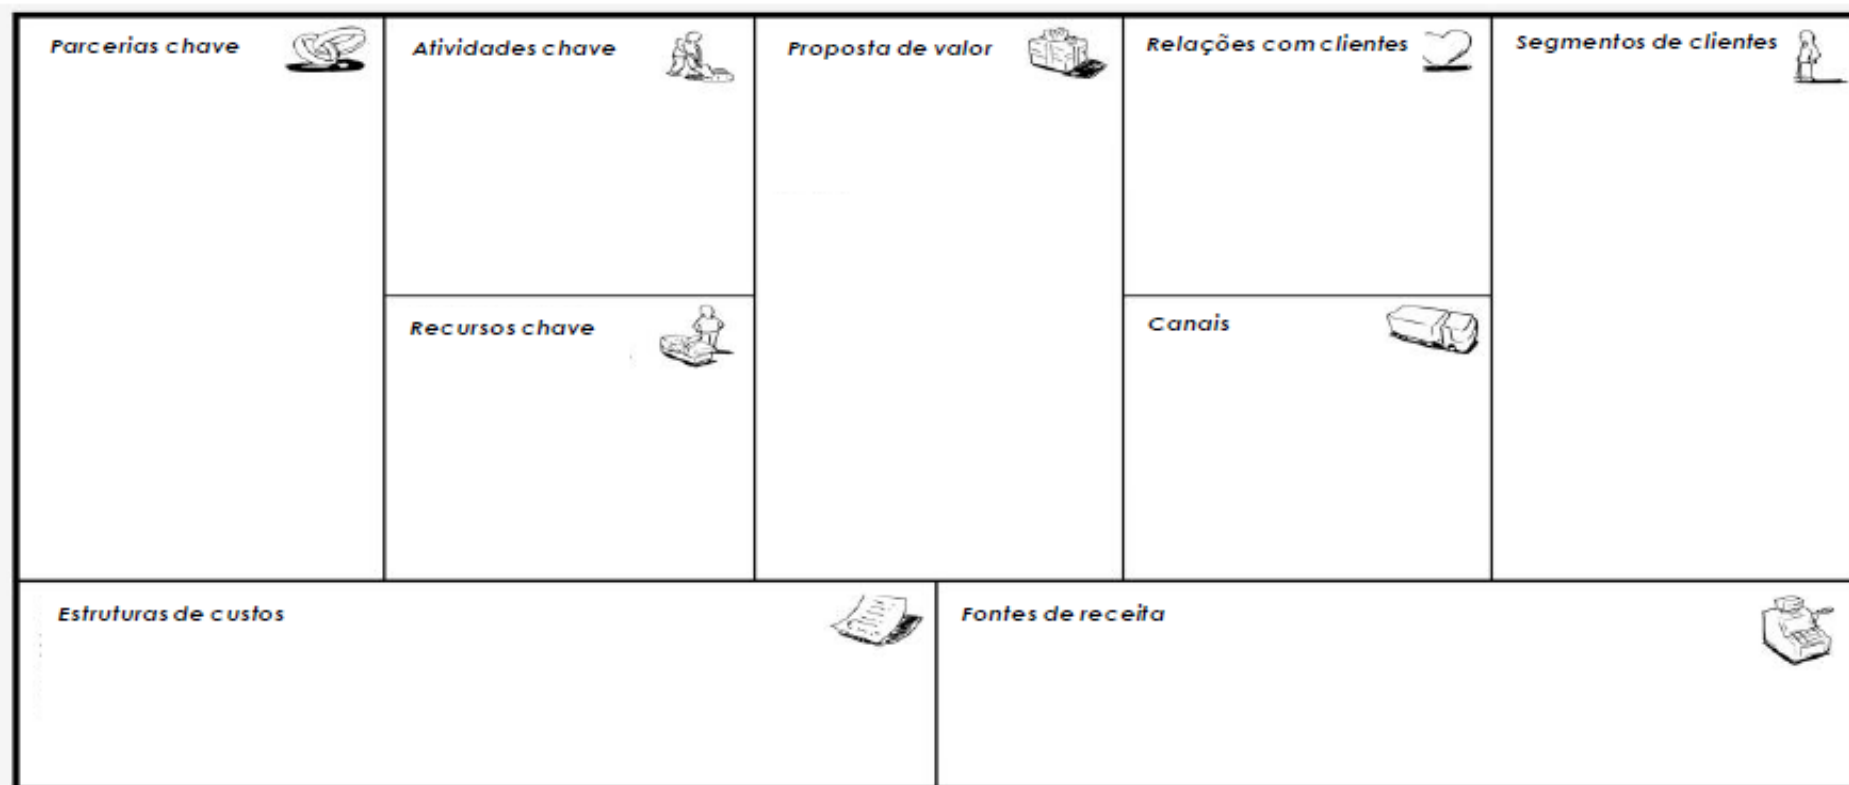 Parcerias chave
Atividades chave
Proposta de valor
Relações com clientes
Segmentos de clientes
Recursos chave
Canais
Estruturas de custos
Fontes de receita